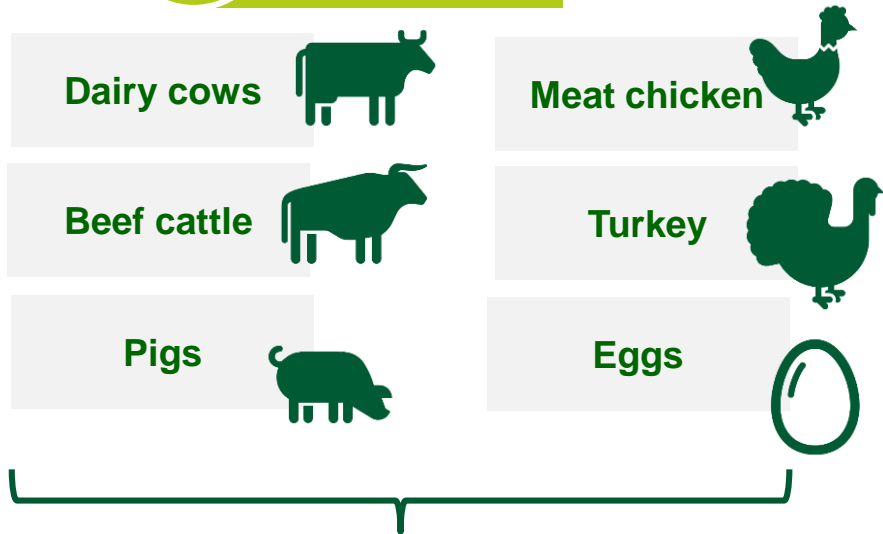 Dairy cows
Meat chicken
Beef cattle
Turkey
Pigs
Eggs